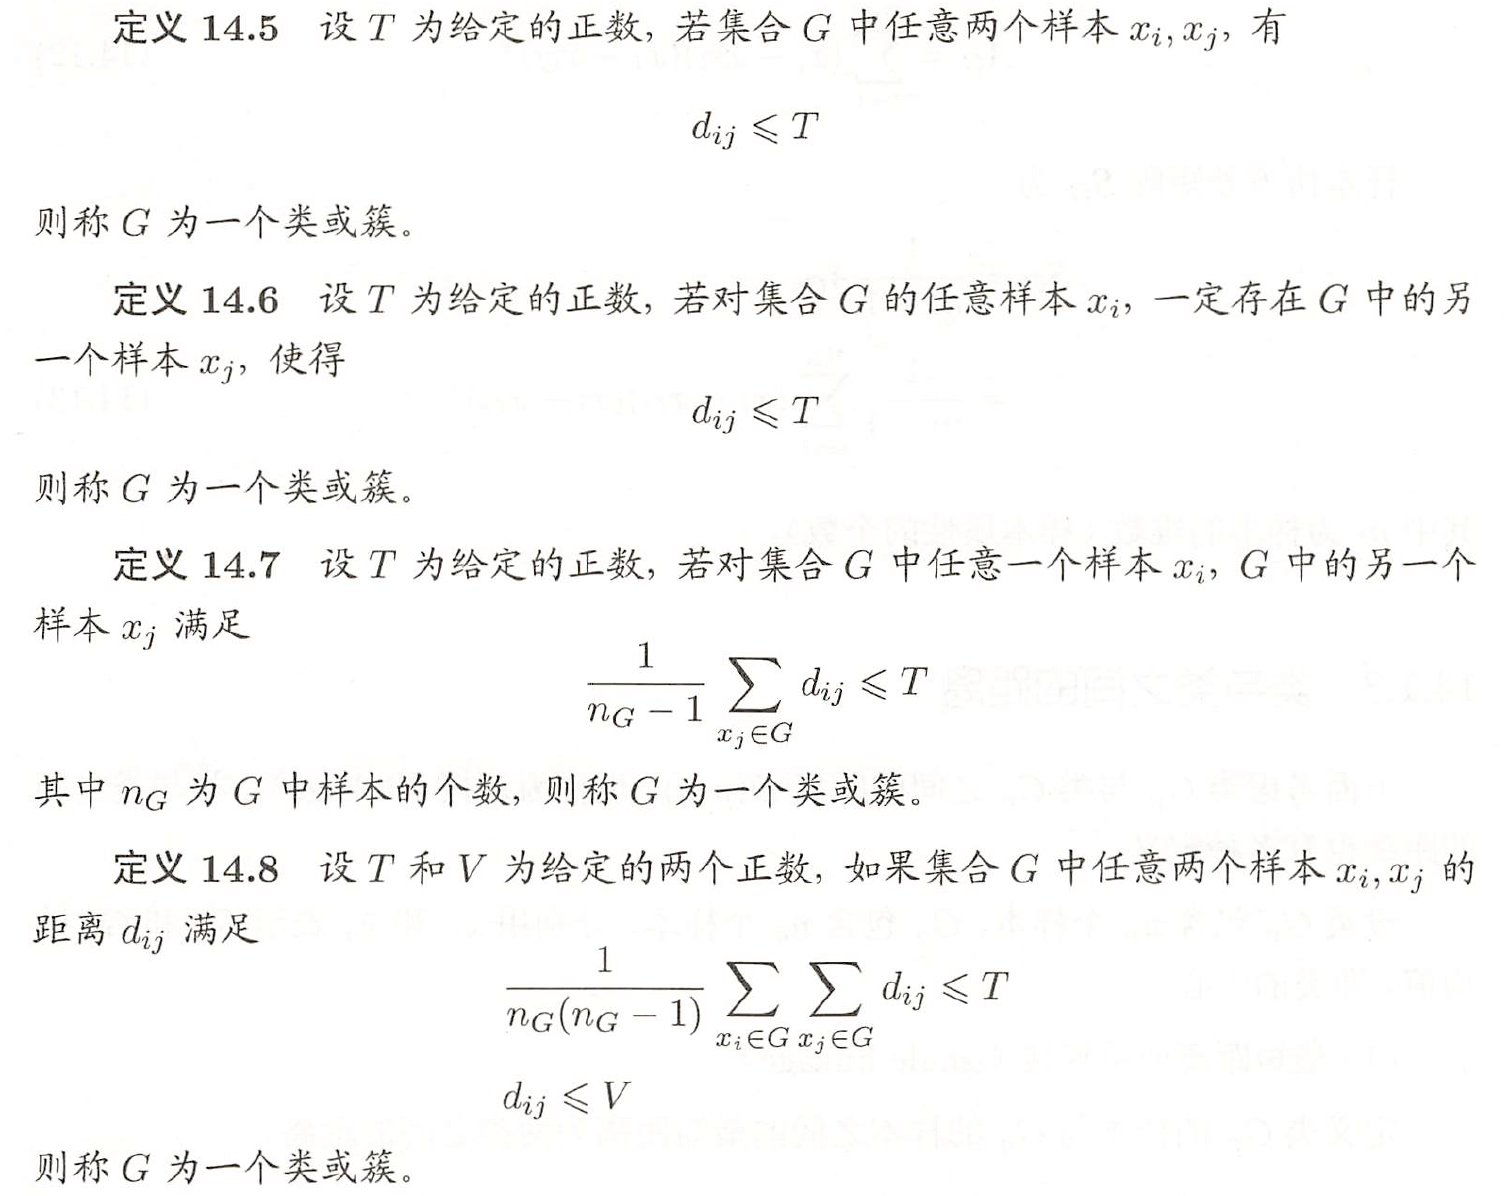 定义 14.5 设 T 为给定的正数, 若集合 G 中任意两个样本 x_i, x_j, 有
d_{ij} ⩽ T
则称 G 为一个类或簇。
定义 14.6 设 T 为给定的正数, 若对集合 G 的任意样本 x_i, 一定存在 G 中的另
一个样本 x_j, 使得
d_{ij} ⩽ T
则称 G 为一个类或簇。
定义 14.7 设 T 为给定的正数, 若对集合 G 中任意一个样本 x_i, G 中的另一个
样本 x_j 满足
\frac{1}{n_G - 1} \sum_{x_j \in G} d_{ij} ⩽ T
其中 n_G 为 G 中样本的个数, 则称 G 为一个类或簇。
定义 14.8 设 T 和 V 为给定的两个正数, 如果集合 G 中任意两个样本 x_i, x_j 的
距离 d_{ij} 满足
\frac{1}{n_G(n_G - 1)} \sum_{x_i \in G} \sum_{x_j \in G} d_{ij} ⩽ T
d_{ij} ⩽ V
则称 G 为一个类或簇。